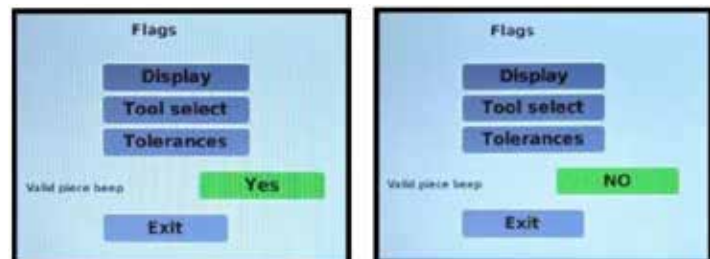 Flags
Display
Tool select
Tolerances
Valid piece beep Yes
Exit
Flags
Display
Tool select
Tolerances
Valid piece beep NO
Exit